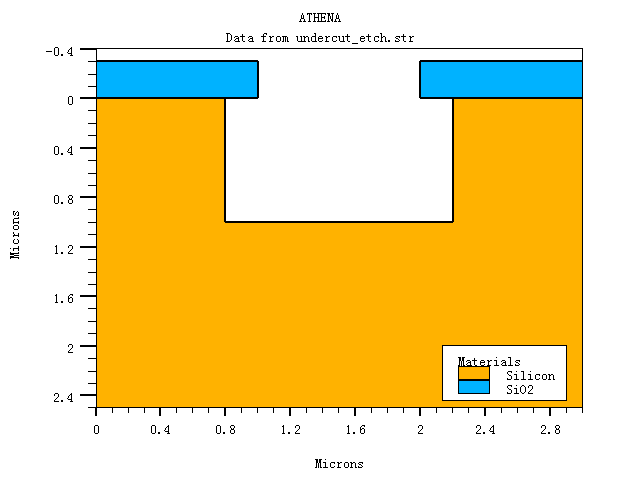 ATHENA
Data from undercut_etch.str
-0.4
0
0.4
0.8
1.2
1.6
2
2.4
Microns
Materials
Silicon
SiO2
0
0.4
0.8
1.2
1.6
2
2.4
2.8
Microns